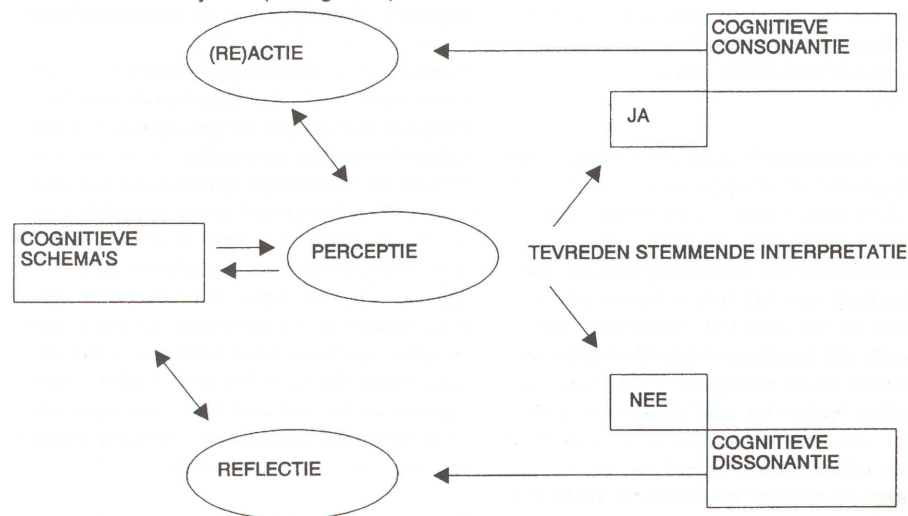 (RE)ACTIE
COGNITIEVE
CONSONANTIE
JA
COGNITIEVE
SCHEMA'S
PERCEPTIE
TEVREDEN STEMMENDE INTERPRETATIE
NEE
REFLECTIE
COGNITIEVE
DISSONANTIE